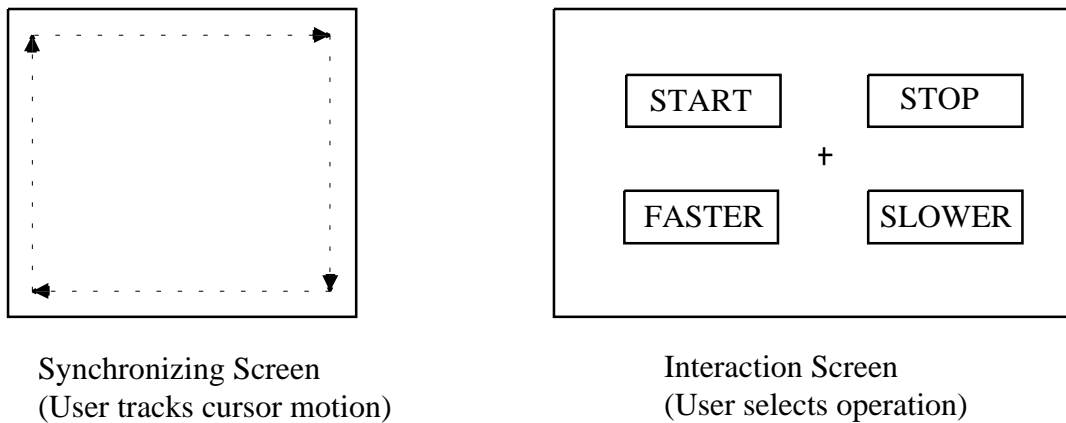 START
STOP
FASTER
SLOWER
Synchronizing Screen
(User tracks cursor motion)
Interaction Screen
(User selects operation)